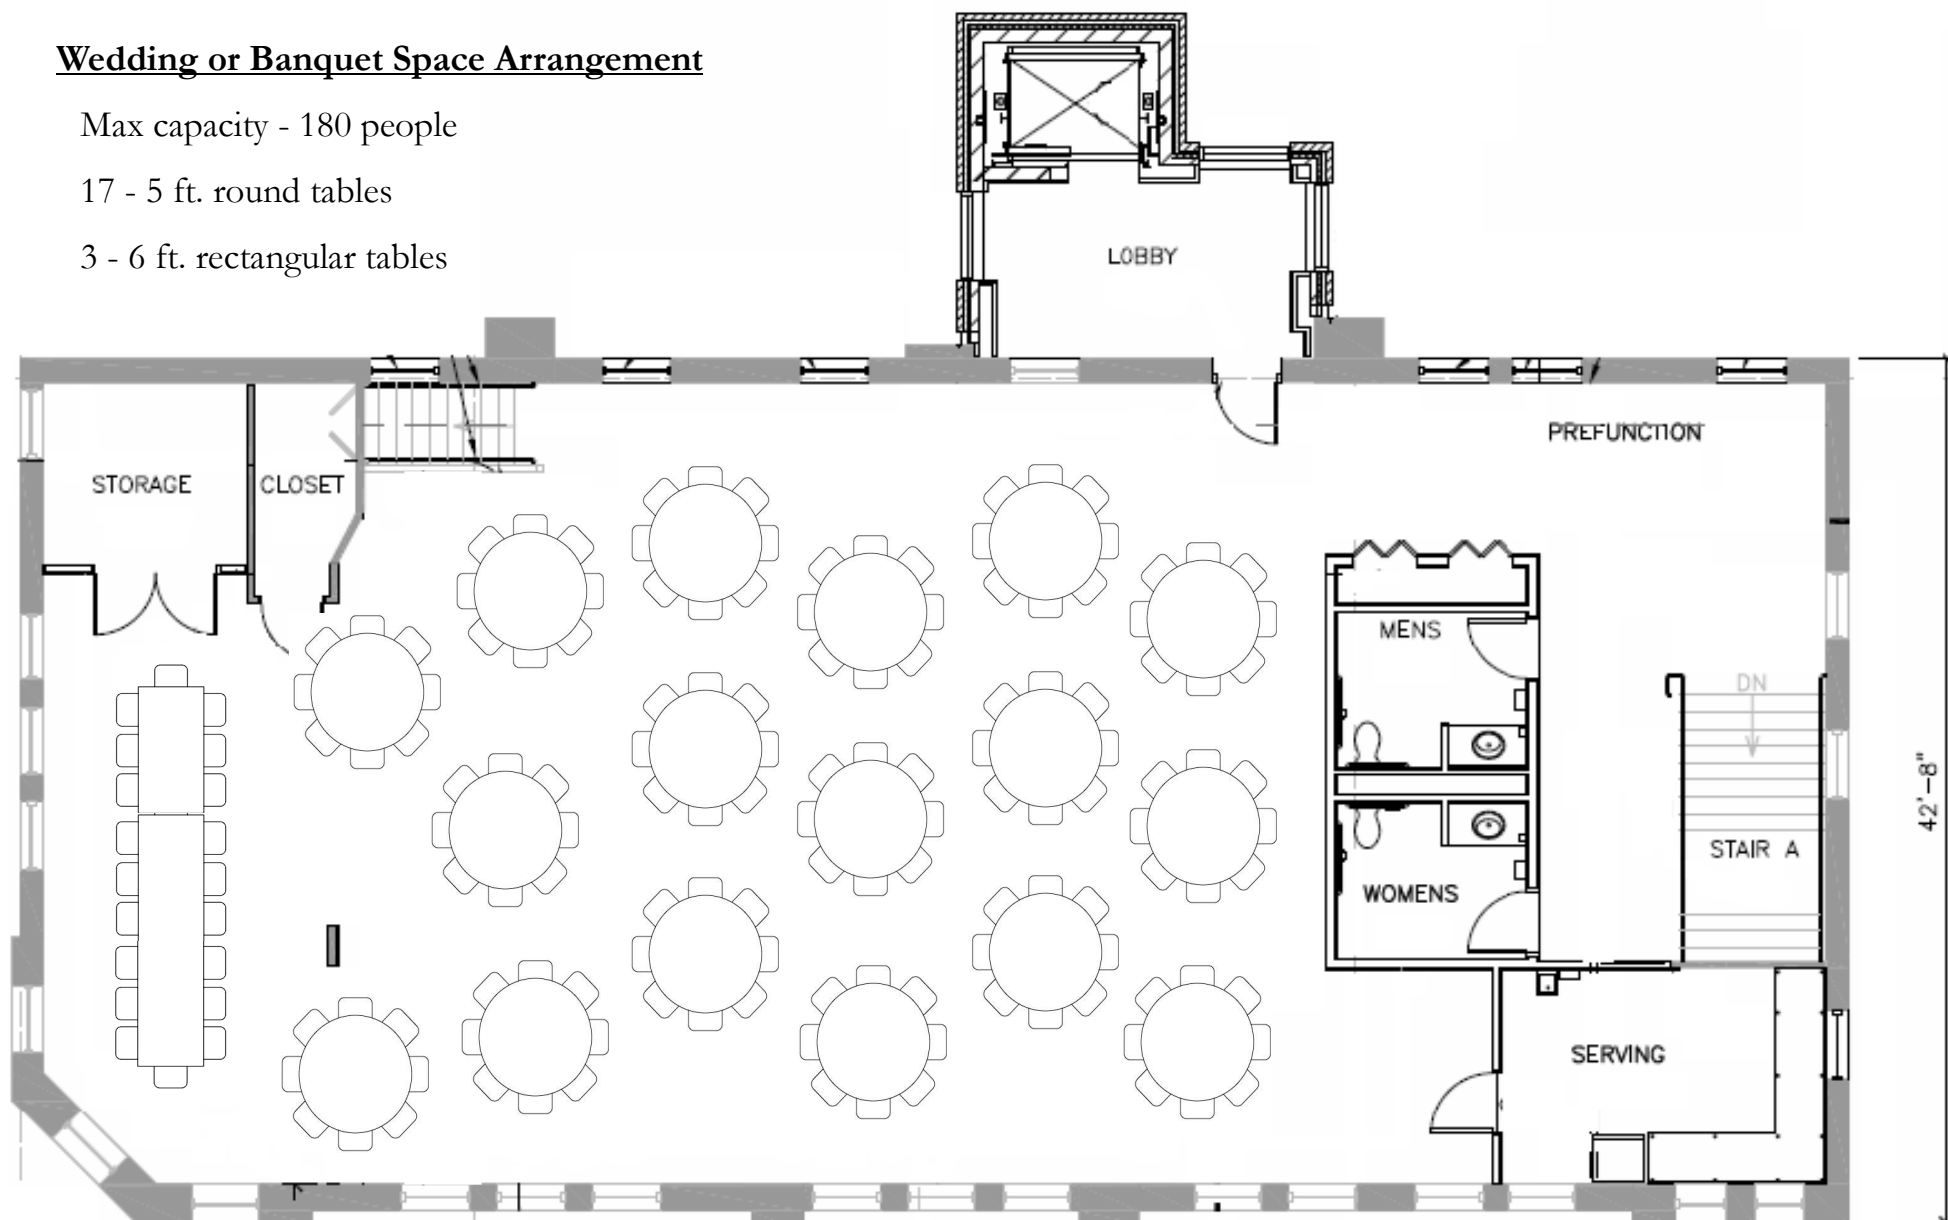 Wedding or Banquet Space Arrangement
Max capacity - 180 people
17 - 5 ft. round tables
3 - 6 ft. rectangular tables
LOBBY
PREFUNCTION
STORAGE
CLOSET
MENS
DN
42'-8"
STAIR A
WOMENS
SERVING